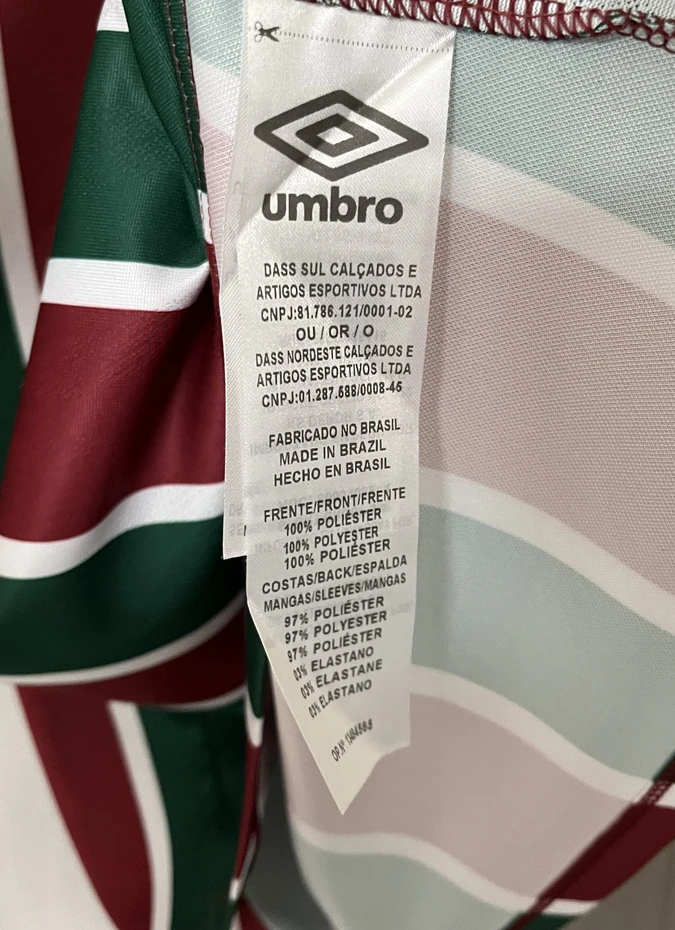 umbro
DASS SUL CALÇADOS E
ARTIGOS ESPORTIVOS LTDA
CNPJ:81.786.121/0001-02
OU / OR / O
DASS NORDESTE CALÇADOS E
ARTIGOS ESPORTIVOS LTDA
CNPJ:01.287.588/0008-45
FABRICADO NO BRASIL
MADE IN BRAZIL
HECHO EN BRASIL
FRENTE/FRONT/FRENTE
100% POLIÉSTER
100% POLYESTER
100% POLIÉSTER
COSTAS/BACK/ESPALDA
MANGAS/SLEEVES/MANGAS
97% POLIÉSTER
97% POLYESTER
97% POLIÉSTER
03% ELASTANO
03% ELASTANE
03% ELASTANO
OP.Nº